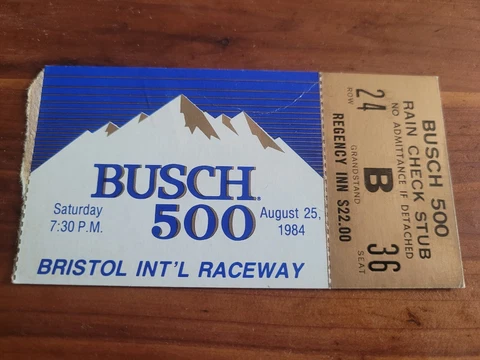 BUSCH®
500
Saturday
7:30 P.M.
August 25,
1984
BRISTOL INT'L RACEWAY
BUSCH 500
RAIN CHECK STUB
NO ADMITTANCE IF DETACHED
24 B 36
ROW GRANDSTAND SEAT
REGENCY INN $22.00